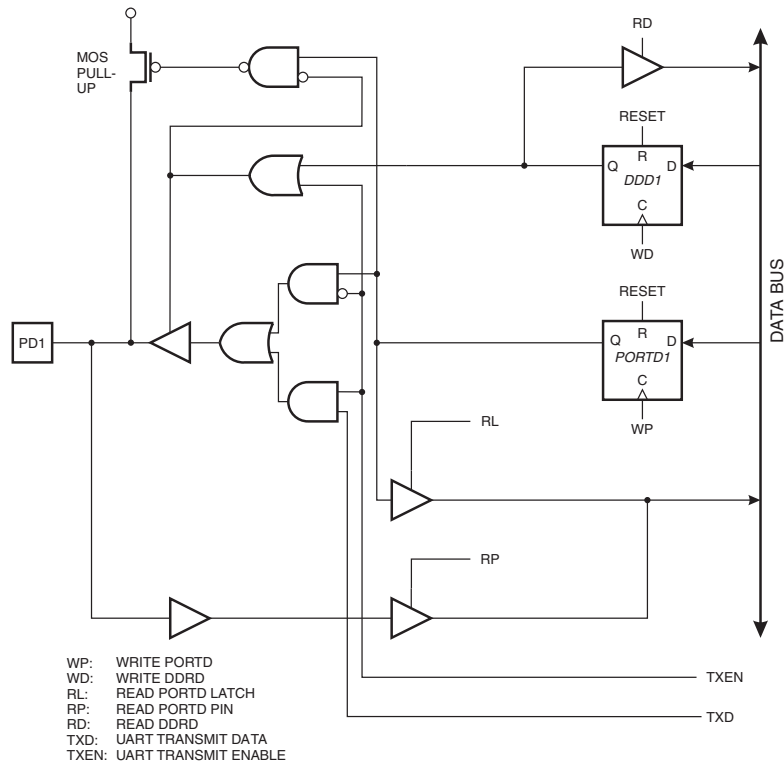 RD
MOS
PULL-
UP
RESET
R
Q
DDD1
D
C
WD
RESET
R
Q
D
PORTD1
C
WP
DATA BUS
PD1
RL
RP
WP: WRITE PORTD
WD: WRITE DDRD
RL: READ PORTD LATCH
RP: READ PORTD PIN
RD: READ DDRD
TXD: UART TRANSMIT DATA
TXEN: UART TRANSMIT ENABLE
TXEN
TXD